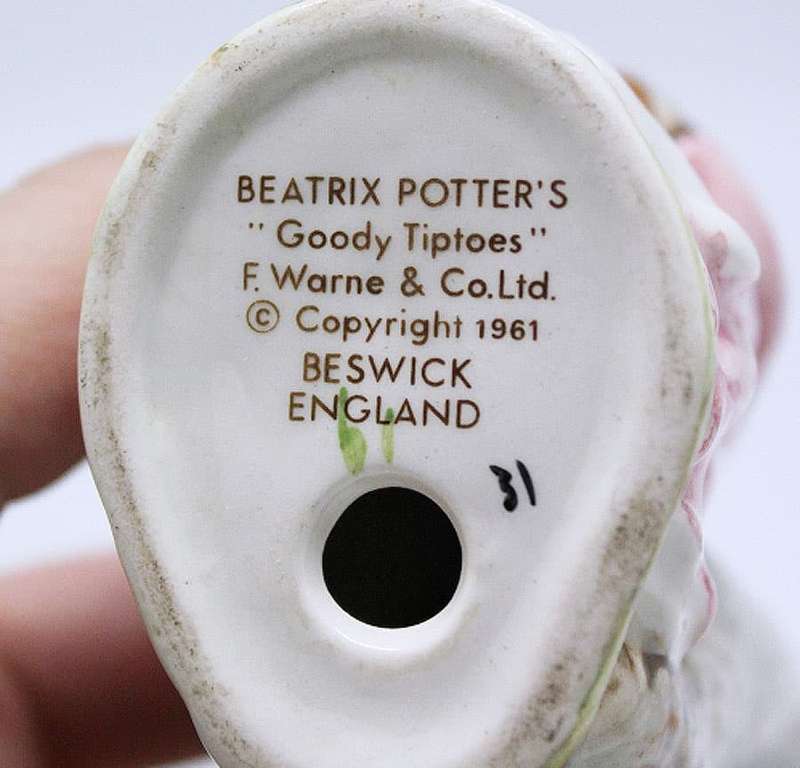 BEATRIX POTTER'S
"Goody Tiptoes"
F. Warne & Co. Ltd.
© Copyright 1961
BESWICK
ENGLAND
31